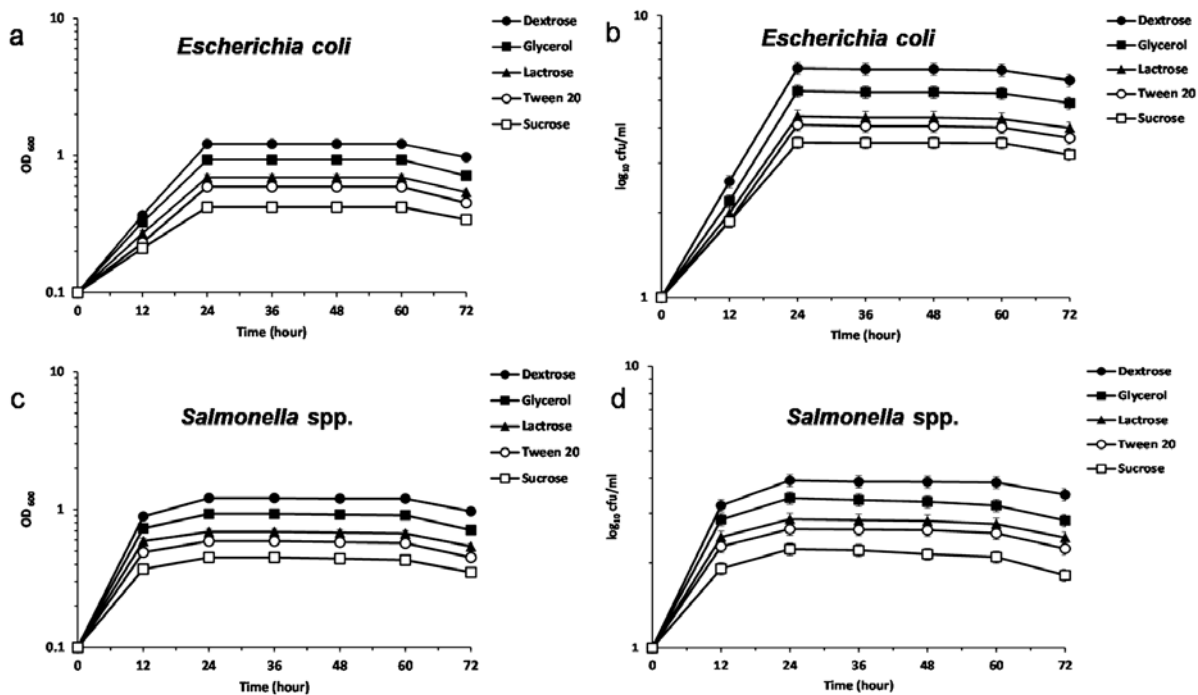 a
Escherichia coli
10
1
0.1
OD 600
0 12 24 36 48 60 72
Time (hour)
Dextrose
Glycerol
Lactrose
Tween 20
Sucrose
b
Escherichia coli
10
1
log10 cfu/ml
0 12 24 36 48 60 72
Time (hour)
Dextrose
Glycerol
Lactrose
Tween 20
Sucrose
c
Salmonella spp.
10
1
0.1
OD 600
0 12 24 36 48 60 72
Time (hour)
Dextrose
Glycerol
Lactrose
Tween 20
Sucrose
d
Salmonella spp.
10
1
log10 cfu/ml
0 12 24 36 48 60 72
Time (hour)
Dextrose
Glycerol
Lactrose
Tween 20
Sucrose